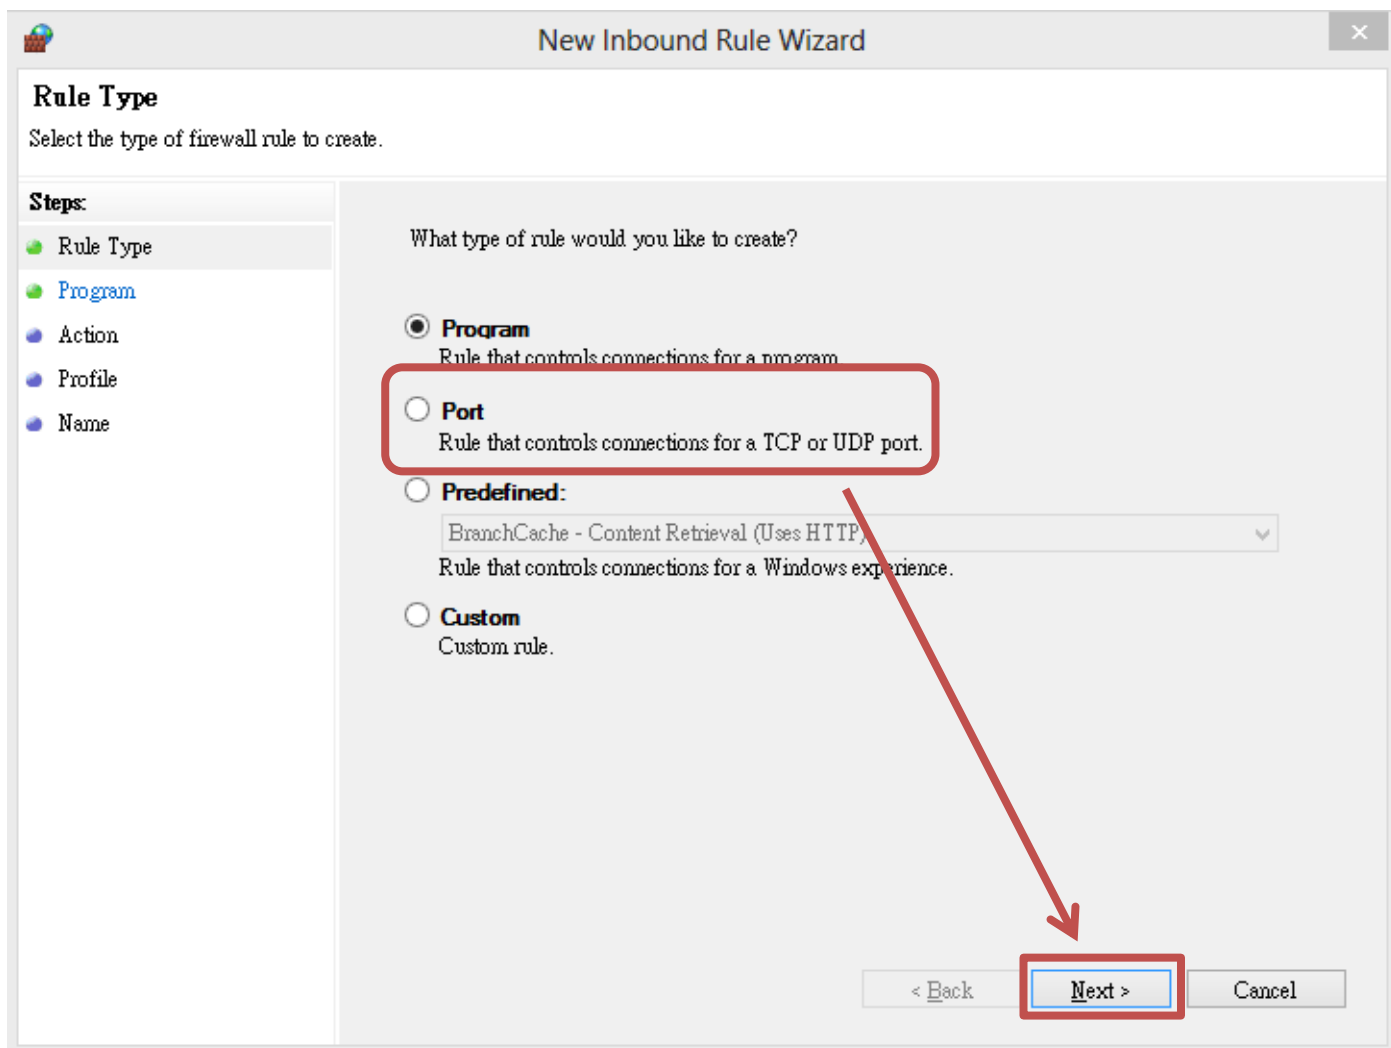 New Inbound Rule Wizard
Rule Type
Select the type of firewall rule to create.
Steps:
Rule Type
Program
Action
Profile
Name
What type of rule would you like to create?
Program
Rule that controls connections for a program.
Port
Rule that controls connections for a TCP or UDP port.
Predefined:
BranchCache - Content Retrieval (Uses HTTP)
Rule that controls connections for a Windows experience.
Custom
Custom rule.
< Back
Next >
Cancel